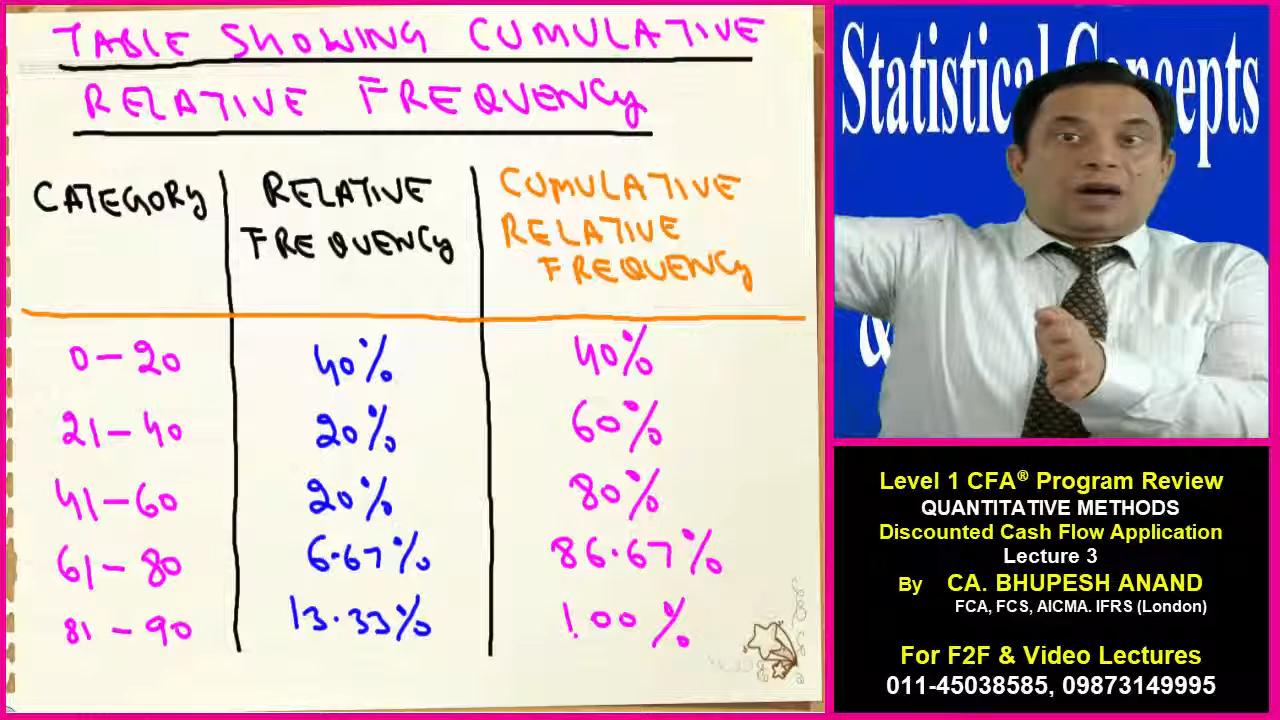 TABLE SHOWING CUMULATIVE
RELATIVE FREQUENCY
CATEGORY RELATIVE FREQUENCY CUMULATIVE RELATIVE FREQUENCY
0-20 40% 40%
21-40 20% 60%
41-60 20% 80%
61-80 6.67% 86.67%
81-90 13.33% 100%
Statistical Concepts
&
Level 1 CFA® Program Review
QUANTITATIVE METHODS
Discounted Cash Flow Application
Lecture 3
By CA. BHUPESH ANAND
FCA, FCS, AICMA. IFRS (London)
For F2F & Video Lectures
011-45038585, 09873149995